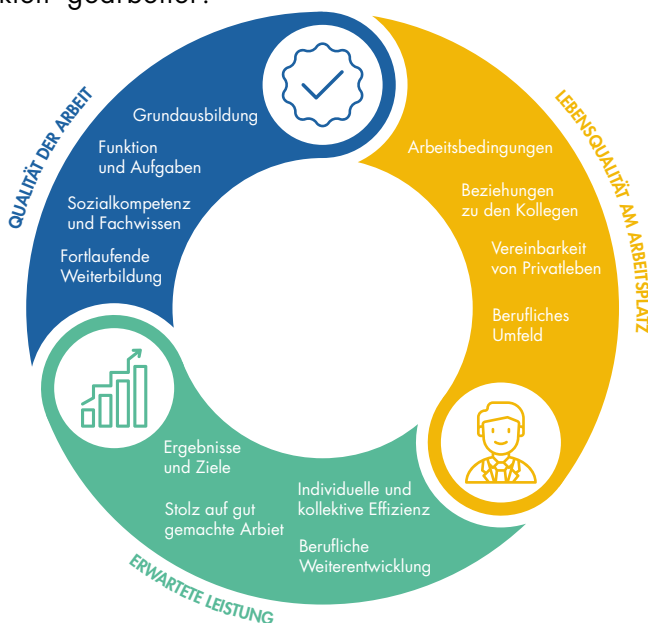 gearbeitet?
QUALITÄT DER ARBEIT
Grundausbildung
Funktion
und Aufgaben
Sozialkompetenz
und Fachwissen
Fortlaufende
Weiterbildung
LEBENSQUALITÄT AM ARBEITSPLATZ
Arbeitsbedingungen
Beziehungen
zu den Kollegen
Vereinbarkeit
von Privatleben
Berufliches
Umfeld
Ergebnisse
und Ziele
Stolz auf gut
gemachte Arbiet
Individuelle und
kollektive Effizienz
Berufliche
Weiterentwicklung
ERWARTETE LEISTUNG